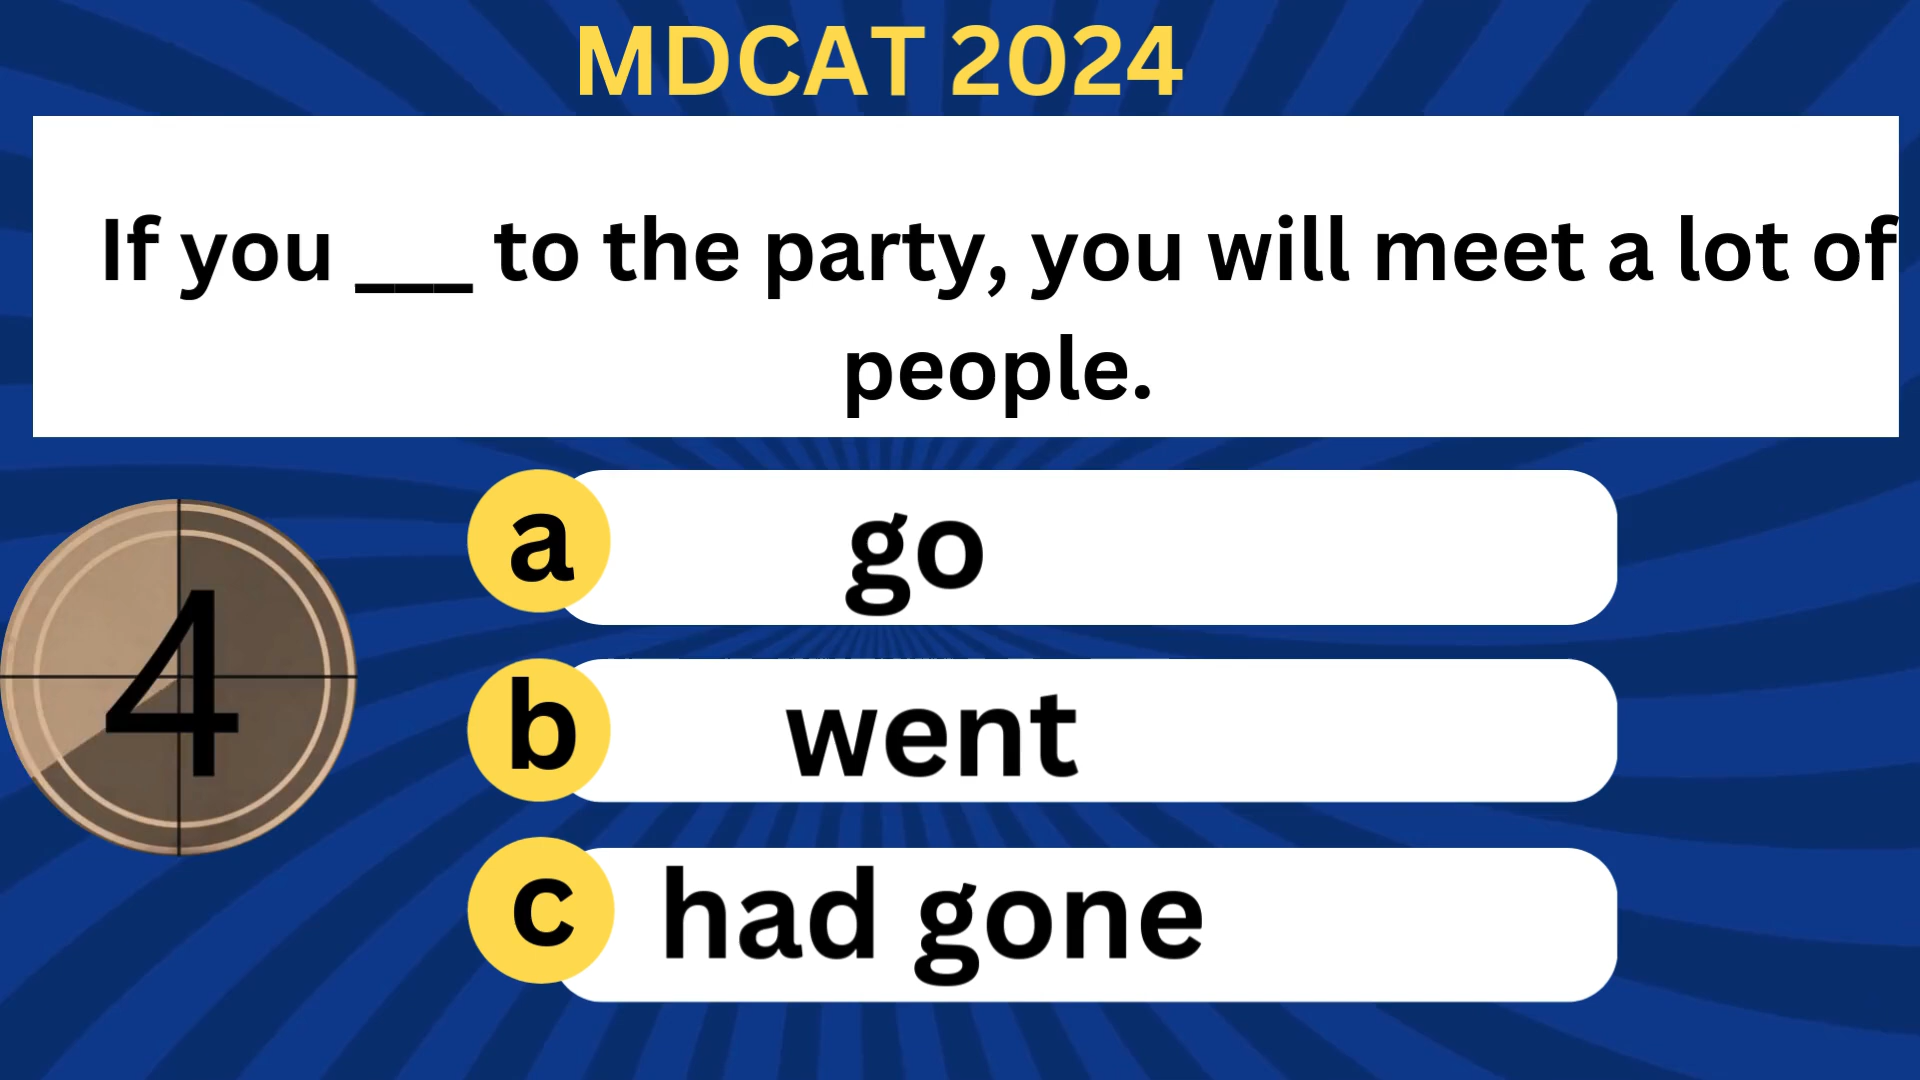 MDCAT 2024
If you ___ to the party, you will meet a lot of
people.
a go
4
b went
c had gone